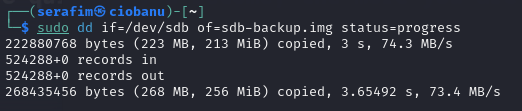 ┌──(serafim㉿ciobanu)-[~]
└─$ sudo dd if=/dev/sdb of=sdb-backup.img status=progress
222880768 bytes (223 MB, 213 MiB) copied, 3 s, 74.3 MB/s
524288+0 records in
524288+0 records out
268435456 bytes (268 MB, 256 MiB) copied, 3.65492 s, 73.4 MB/s